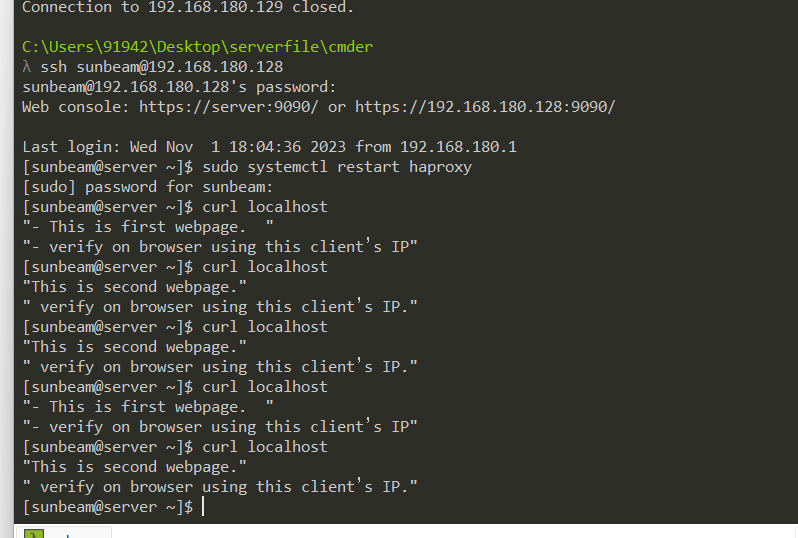 Connection to 192.168.180.129 closed.
C:\Users\91942\Desktop\serverfile\cmder
λ ssh sunbeam@192.168.180.128
sunbeam@192.168.180.128's password:
Web console: https://server:9090/ or https://192.168.180.128:9090/
Last login: Wed Nov  1 18:04:36 2023 from 192.168.180.1
[sunbeam@server ~]$ sudo systemctl restart haproxy
[sudo] password for sunbeam:
[sunbeam@server ~]$ curl localhost
"- This is first webpage.  "
"- verify on browser using this client’s IP"
[sunbeam@server ~]$ curl localhost
"This is second webpage."
" verify on browser using this client’s IP."
[sunbeam@server ~]$ curl localhost
"This is second webpage."
" verify on browser using this client’s IP."
[sunbeam@server ~]$ curl localhost
"- This is first webpage.  "
"- verify on browser using this client’s IP"
[sunbeam@server ~]$ curl localhost
"This is second webpage."
" verify on browser using this client’s IP."
[sunbeam@server ~]$
λ